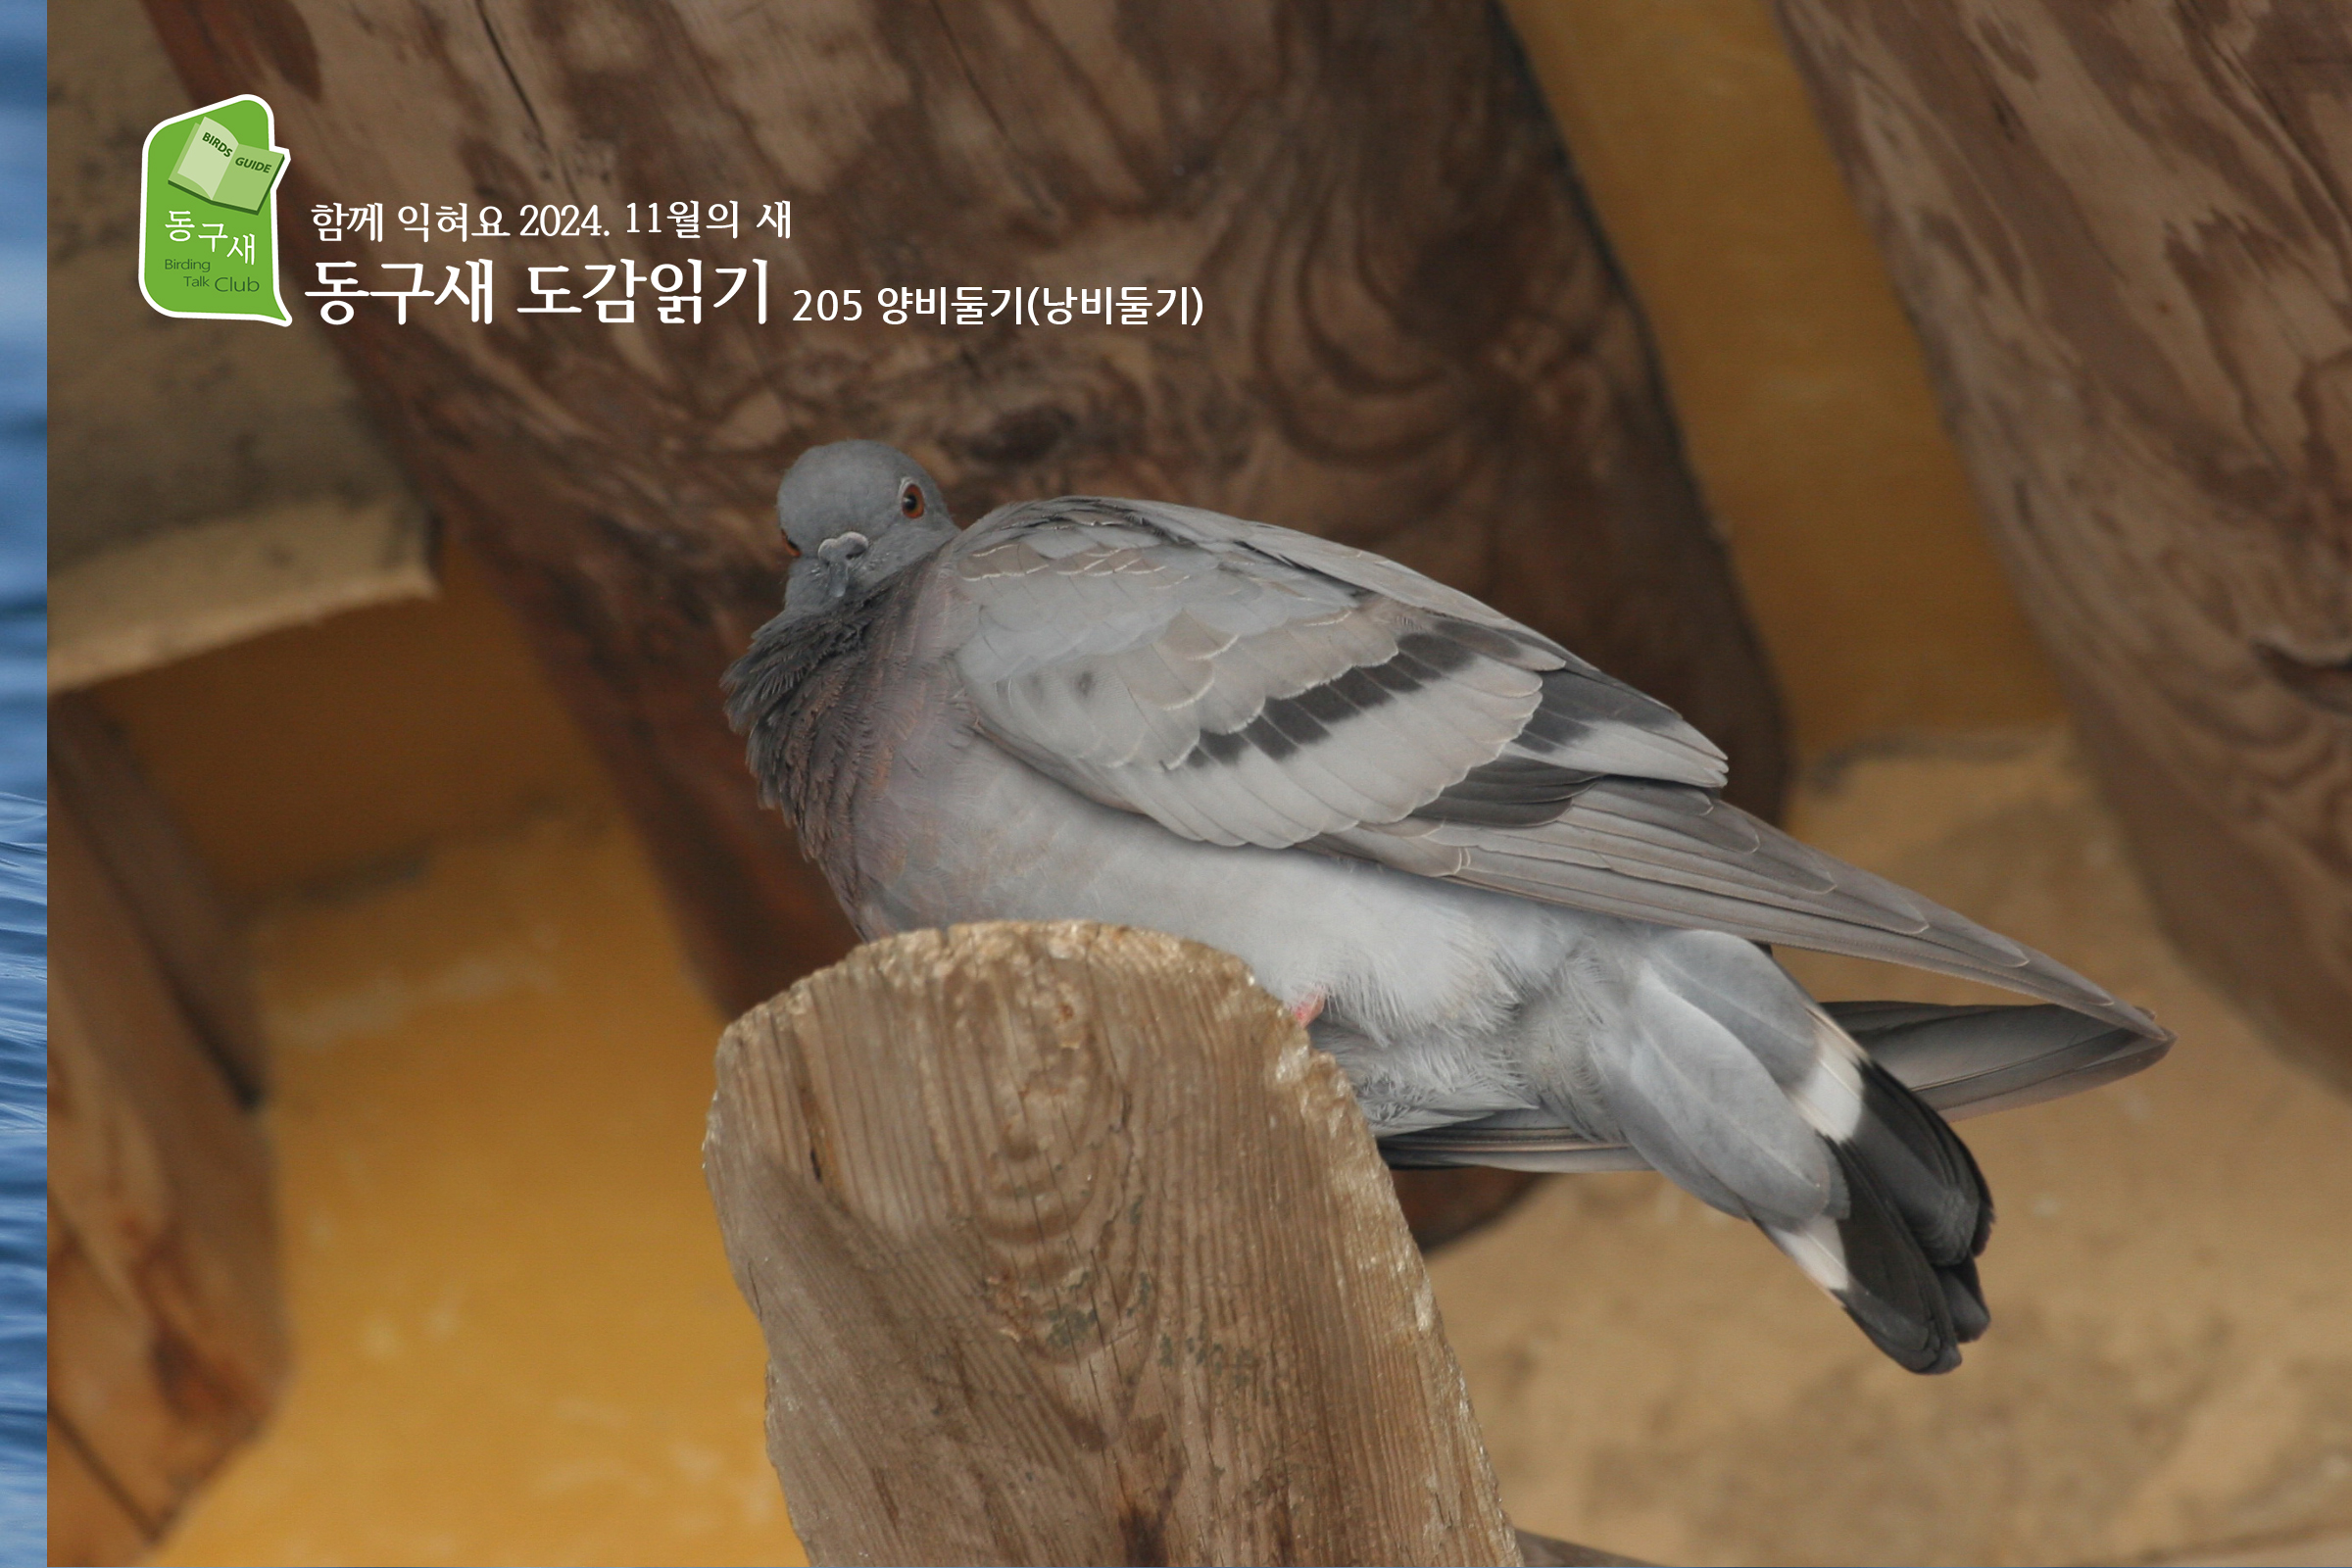 BIRDS GUIDE
동구새
Birding
Talk Club
함께 익혀요 2024. 11월의 새
동구새 도감읽기 205 양비둘기(낭비둘기)